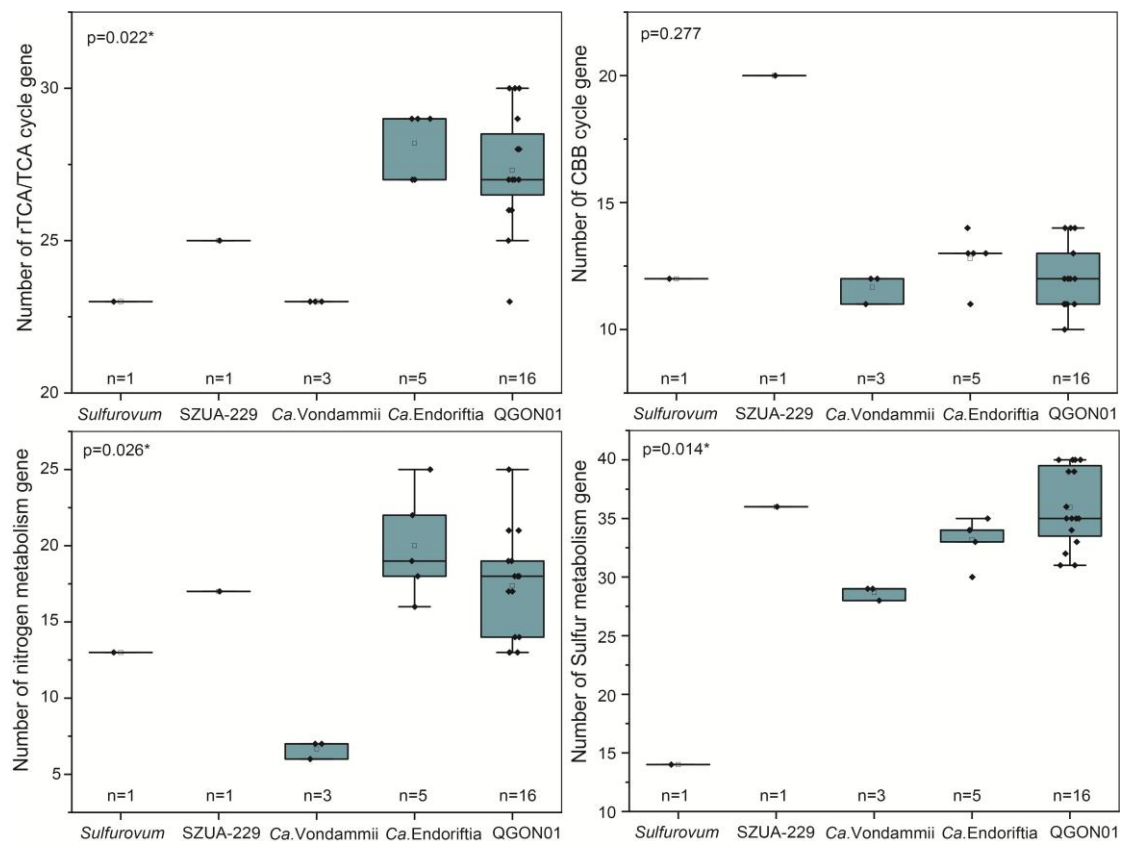 p=0.022*
Number of rTCA/TCA cycle gene
30
25
20
n=1
n=1
n=3
n=5
n=16
Sulfurovum
SZUA-229
Ca.Vondammii
Ca.Endoriftia
QGON01
p=0.277
Number 0f CBB cycle gene
20
15
10
n=1
n=1
n=3
n=5
n=16
Sulfurovum
SZUA-229
Ca.Vondammii
Ca.Endoriftia
QGON01
p=0.026*
Number of nitrogen metabolism gene
25
20
15
10
5
n=1
n=1
n=3
n=5
n=16
Sulfurovum
SZUA-229
Ca.Vondammii
Ca.Endoriftia
QGON01
p=0.014*
Number of Sulfur metabolism gene
40
35
30
25
20
15
10
n=1
n=1
n=3
n=5
n=16
Sulfurovum
SZUA-229
Ca.Vondammii
Ca.Endoriftia
QGON01